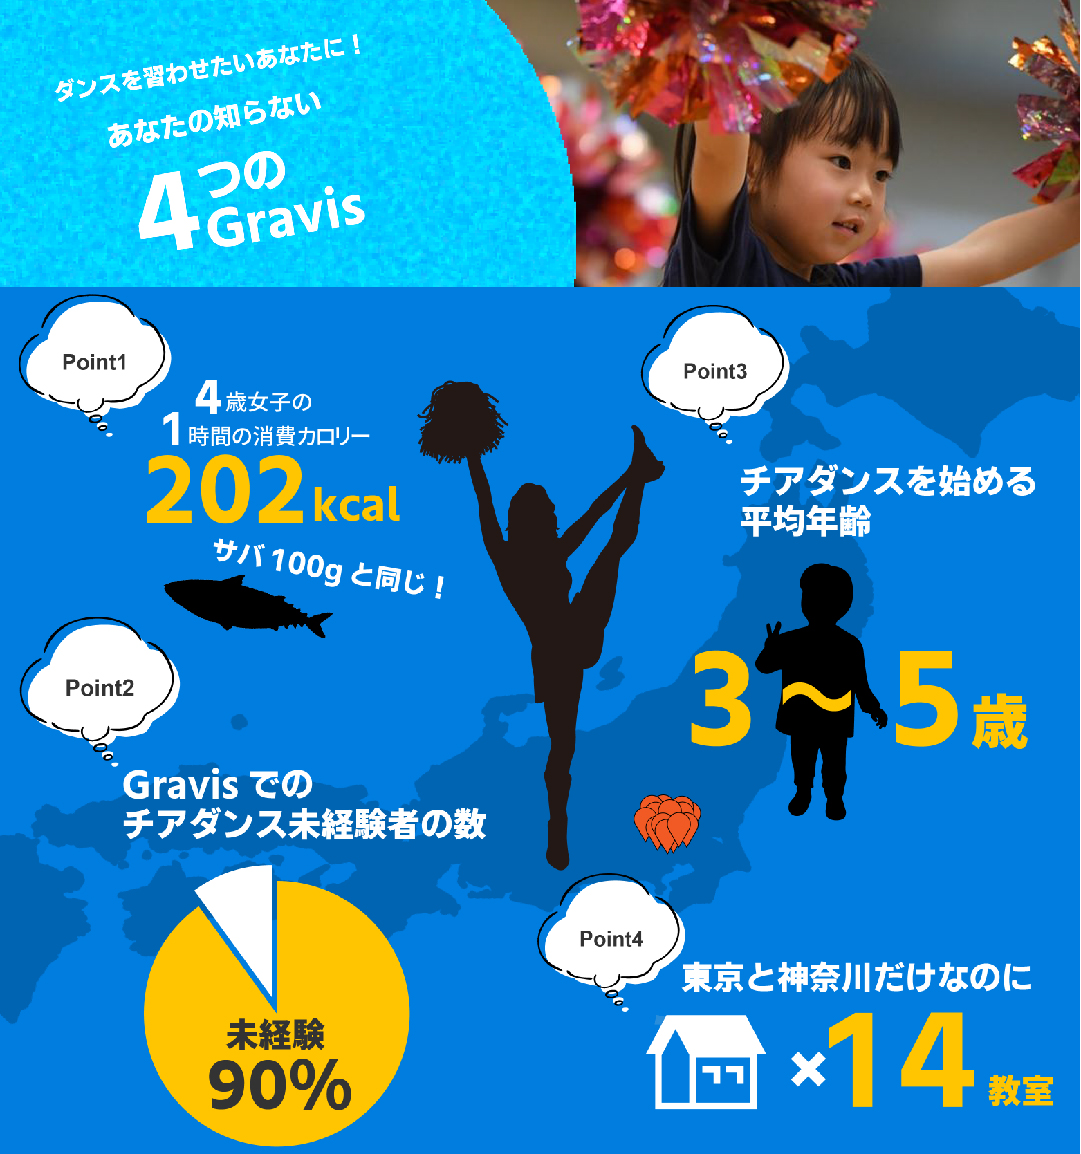 ダンスを習わせたいあなたに！
あなたの知らない
4つの
Gravis
Point1
4歳女子の
1時間の消費カロリー
202kcal
サバ100gと同じ！
Point2
Gravisでの
チアダンス未経験者の数
未経験
90%
Point3
チアダンスを始める
平均年齢
3～5歳
Point4
東京と神奈川だけなのに
×14教室